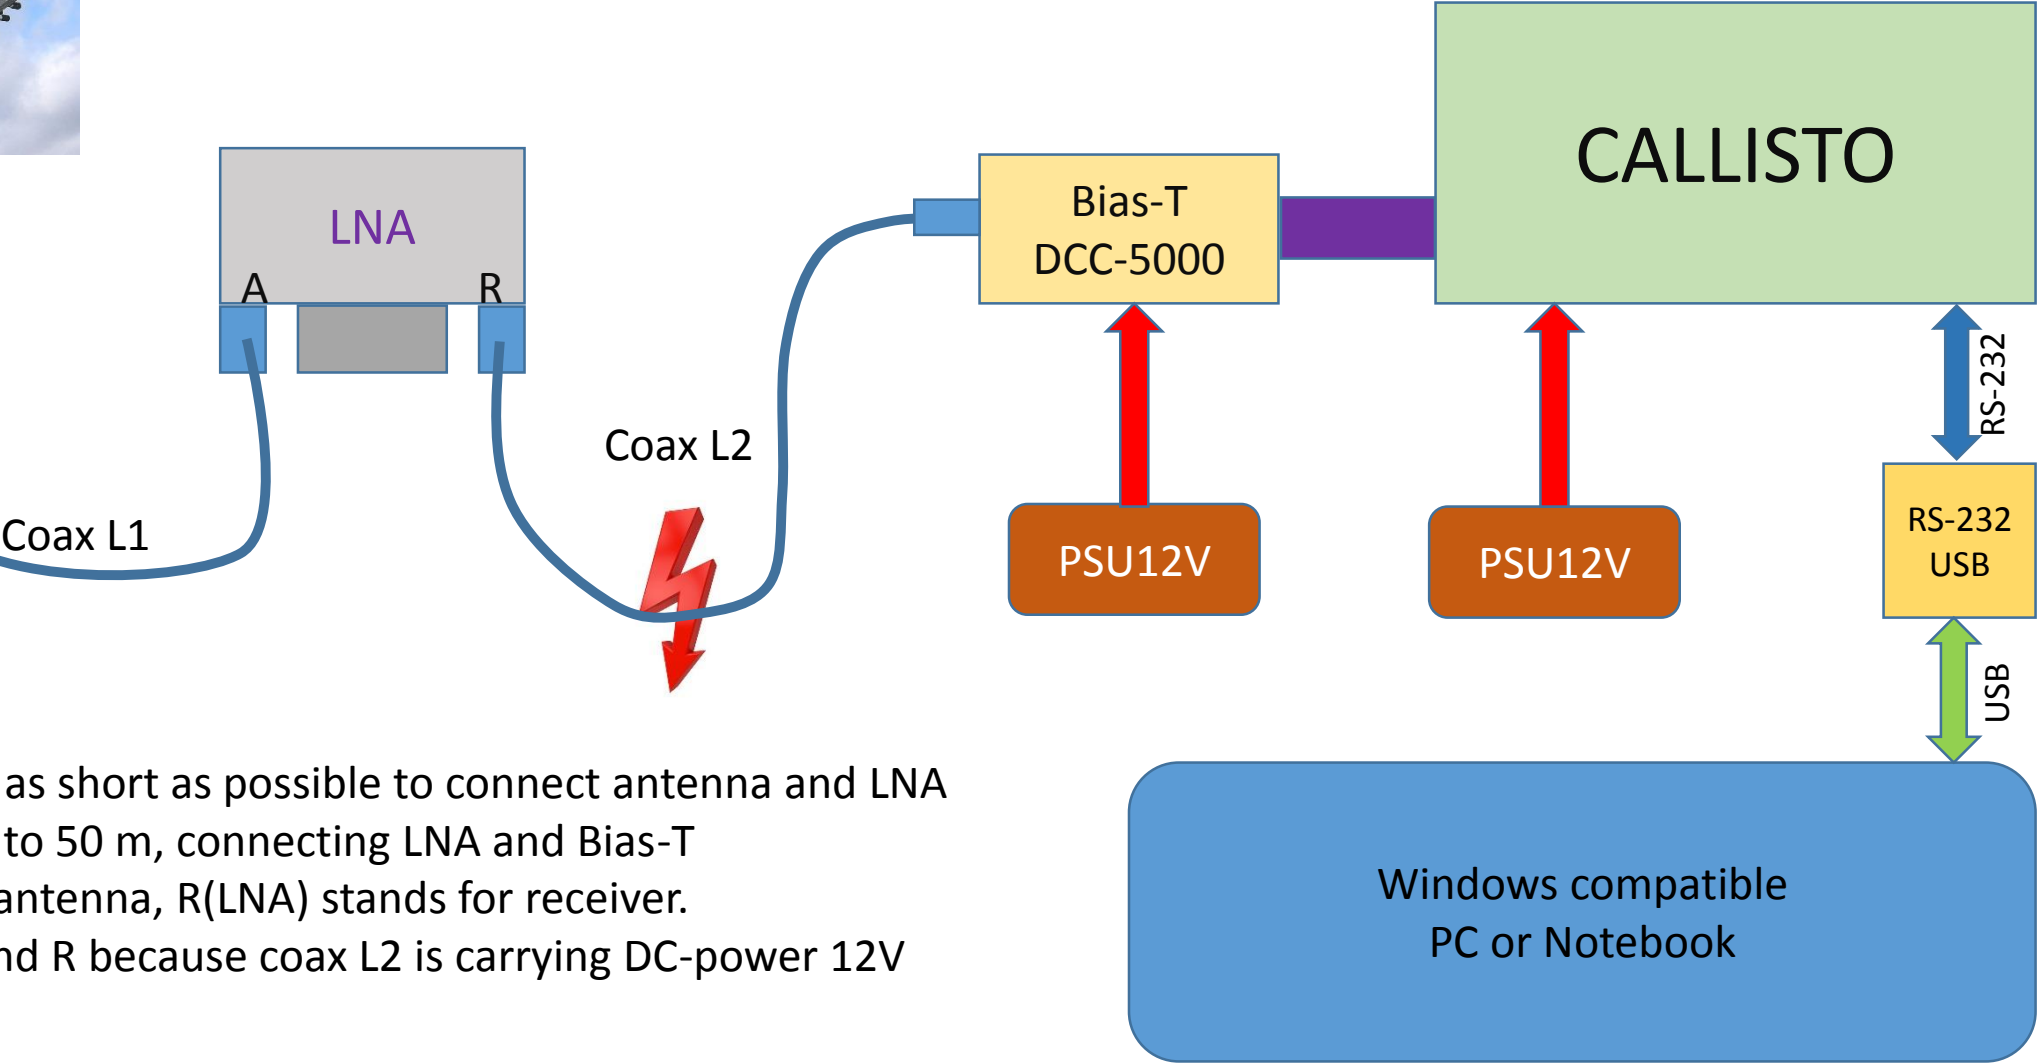 CALLISTO
Bias-T
DCC-5000
LNA
A
R
RS-232
Coax L2
Coax L1
PSU12V
PSU12V
RS-232
USB
USB
as short as possible to connect antenna and LNA
to 50 m, connecting LNA and Bias-T
antenna, R(LNA) stands for receiver.
R because coax L2 is carrying DC-power 12V
Windows compatible
PC or Notebook